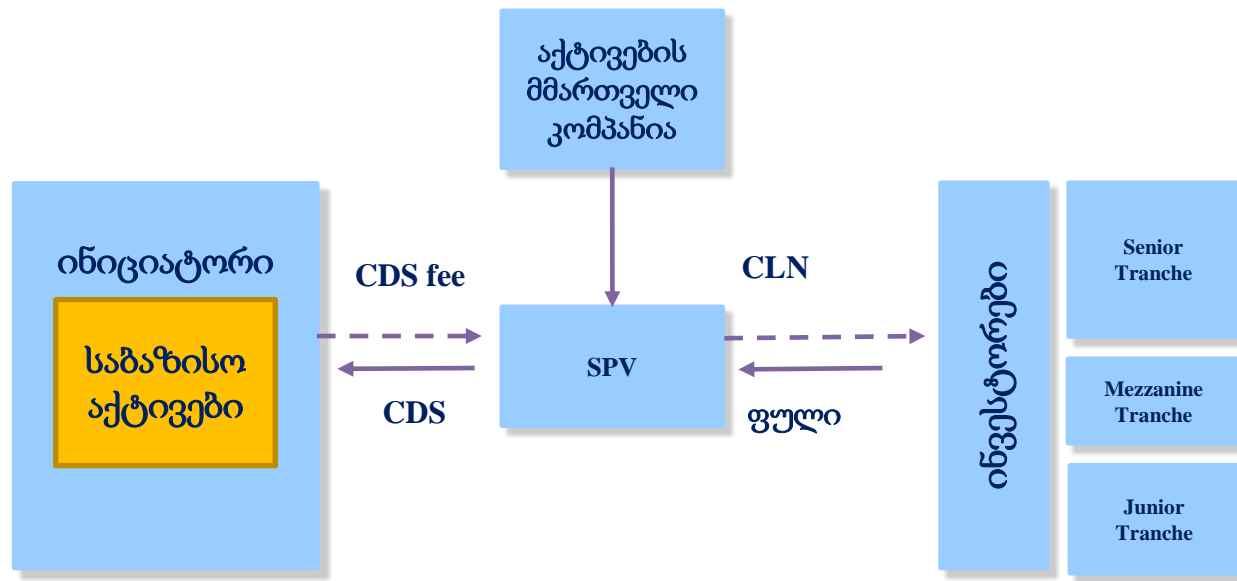 აქტივების
მმართველი
კომპანია
ინიციატორი
საბაზისო
აქტივები
CDS fee
CDS
SPV
CLN
ფული
ინვესტორები
Senior
Tranche
Mezzanine
Tranche
Junior
Tranche